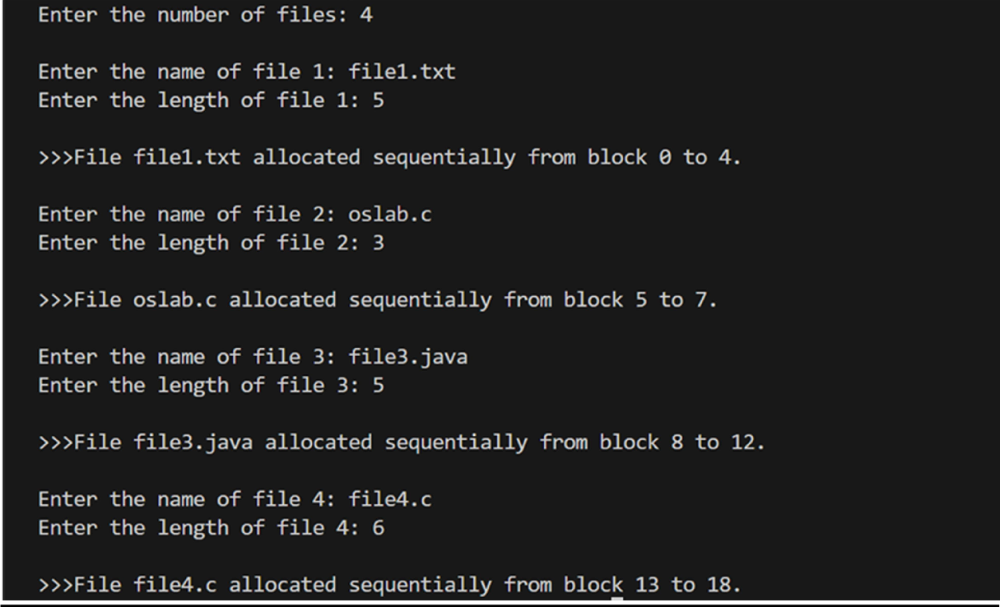 Enter the number of files: 4
Enter the name of file 1: file1.txt
Enter the length of file 1: 5
>>>File file1.txt allocated sequentially from block 0 to 4.
Enter the name of file 2: oslab.c
Enter the length of file 2: 3
>>>File oslab.c allocated sequentially from block 5 to 7.
Enter the name of file 3: file3.java
Enter the length of file 3: 5
>>>File file3.java allocated sequentially from block 8 to 12.
Enter the name of file 4: file4.c
Enter the length of file 4: 6
>>>File file4.c allocated sequentially from block 13 to 18.